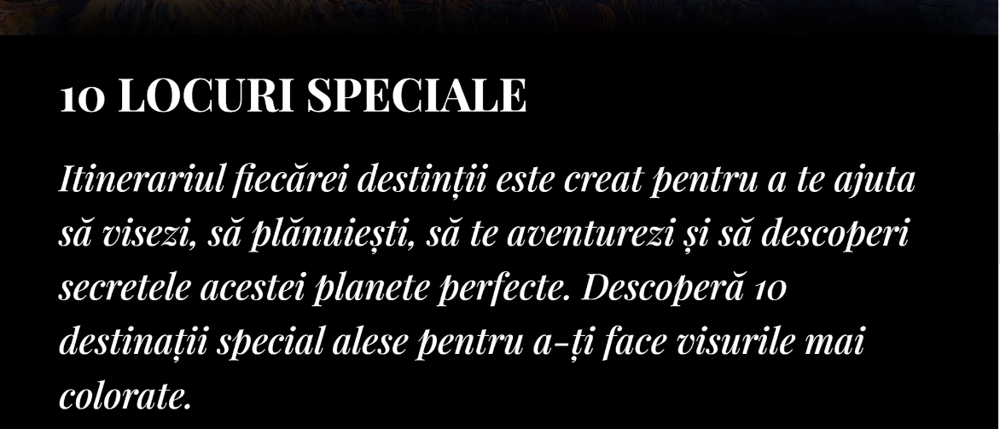 10 LOCURI SPECIALE
Itinerariul fiecărei destinții este creat pentru a te ajuta
să visezi, să plănuiești, să te aventurezi și să descoperi
secretele acestei planete perfecte. Descoperă 10
destinații special alese pentru a-ți face visurile mai
colorate.